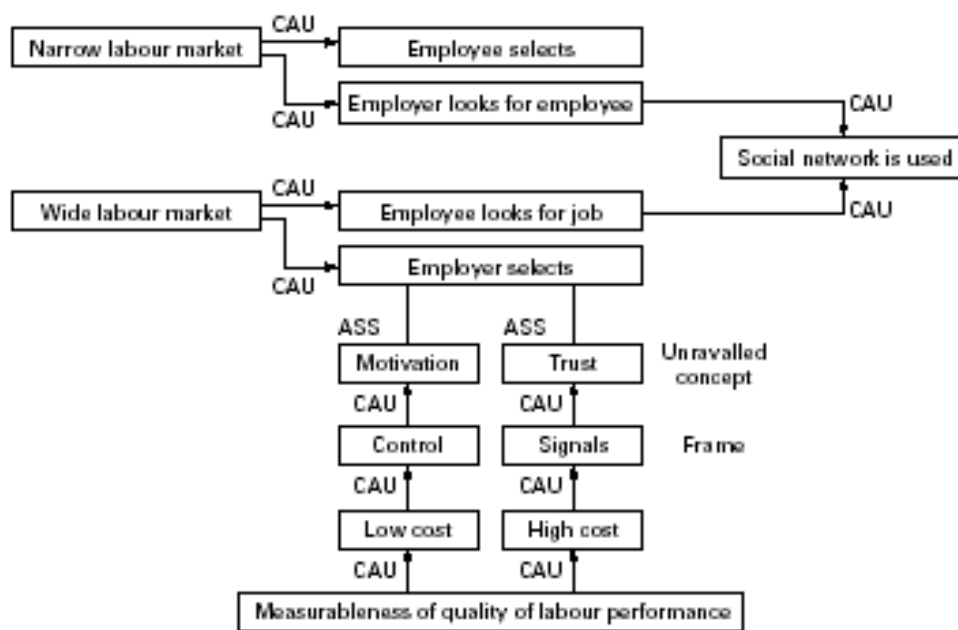 CAU
Narrow labour market
Employee selects
Employer looks for employee
CAU
CAU
Social network is used
CAU
Wide labour market
Employee looks for job
CAU
Employer selects
CAU
ASS
ASS
Motivation
Trust
Unravalled
concept
CAU
CAU
Control
Signals
Frame
CAU
CAU
Low cost
High cost
CAU
CAU
Measurableness of quality of labour performance